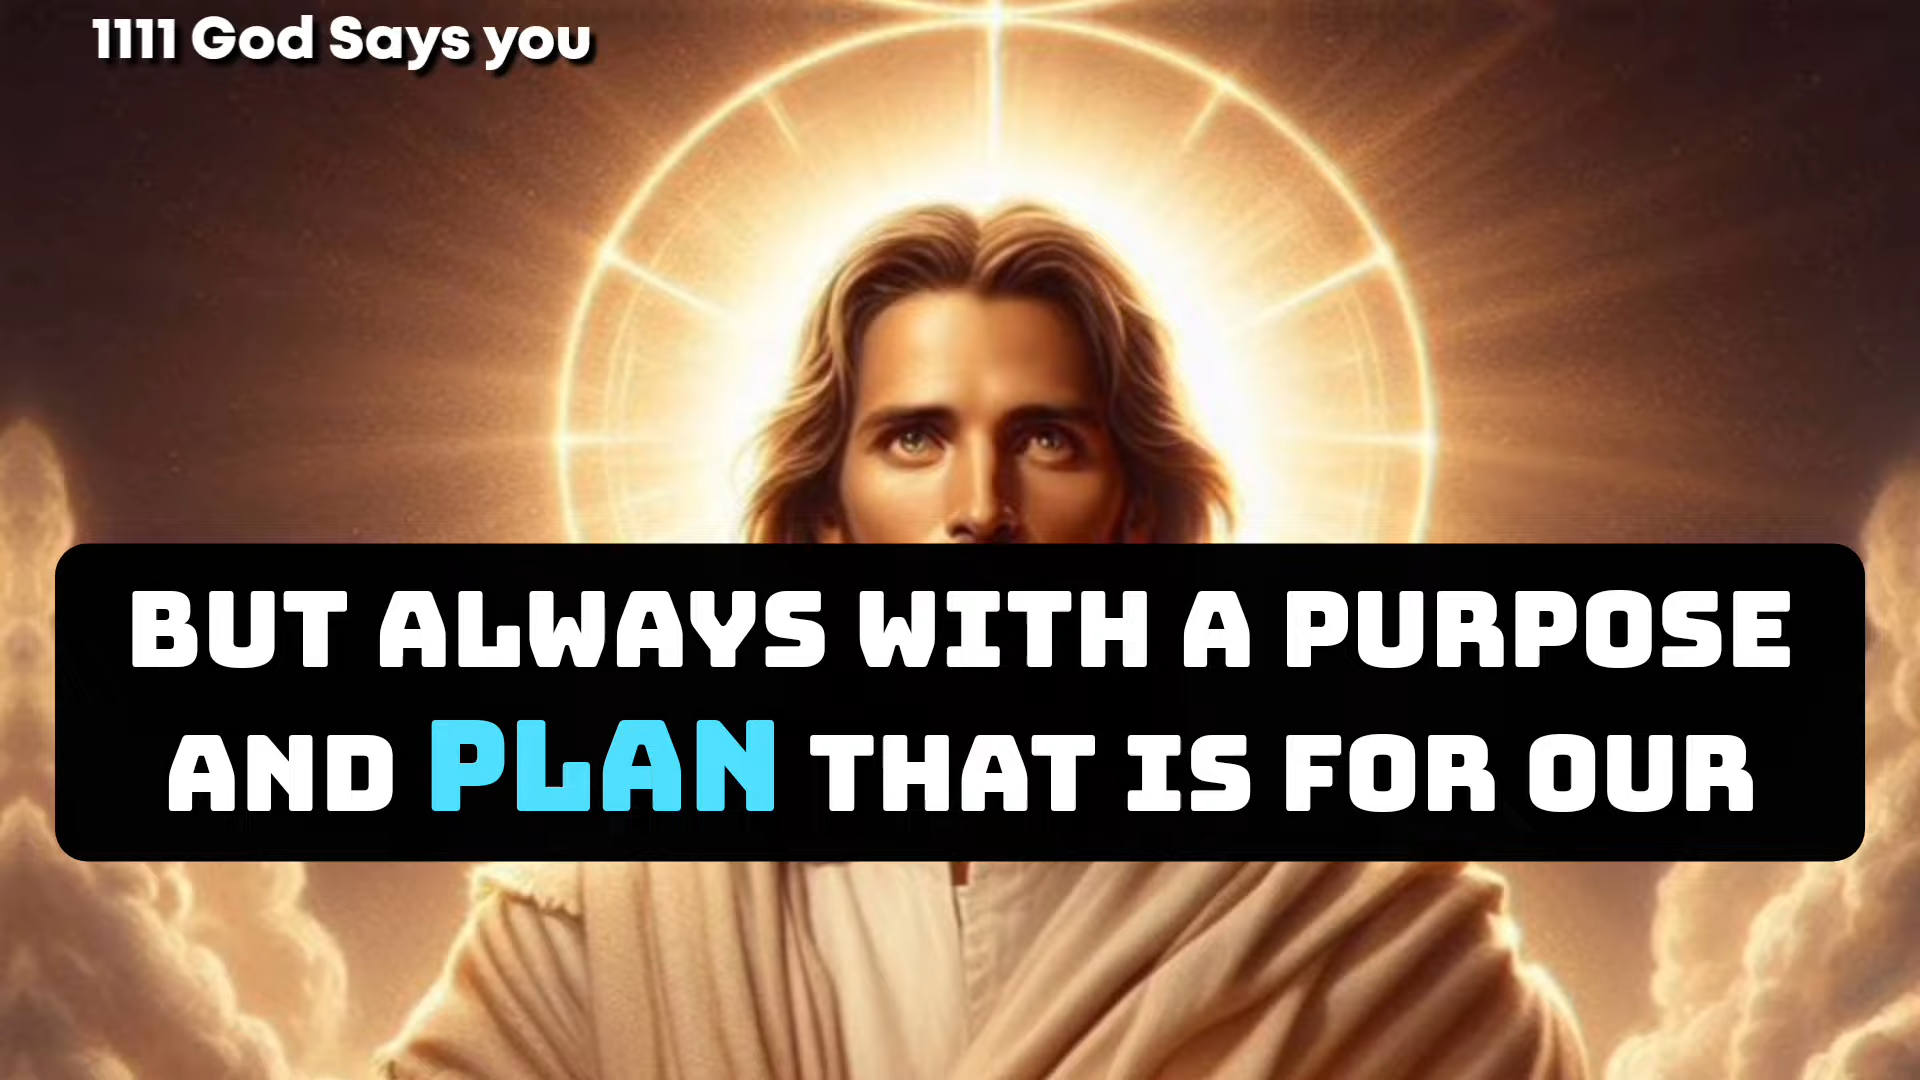 1111 God Says you
BUT ALWAYS WITH A PURPOSE
AND PLAN THAT IS FOR OUR